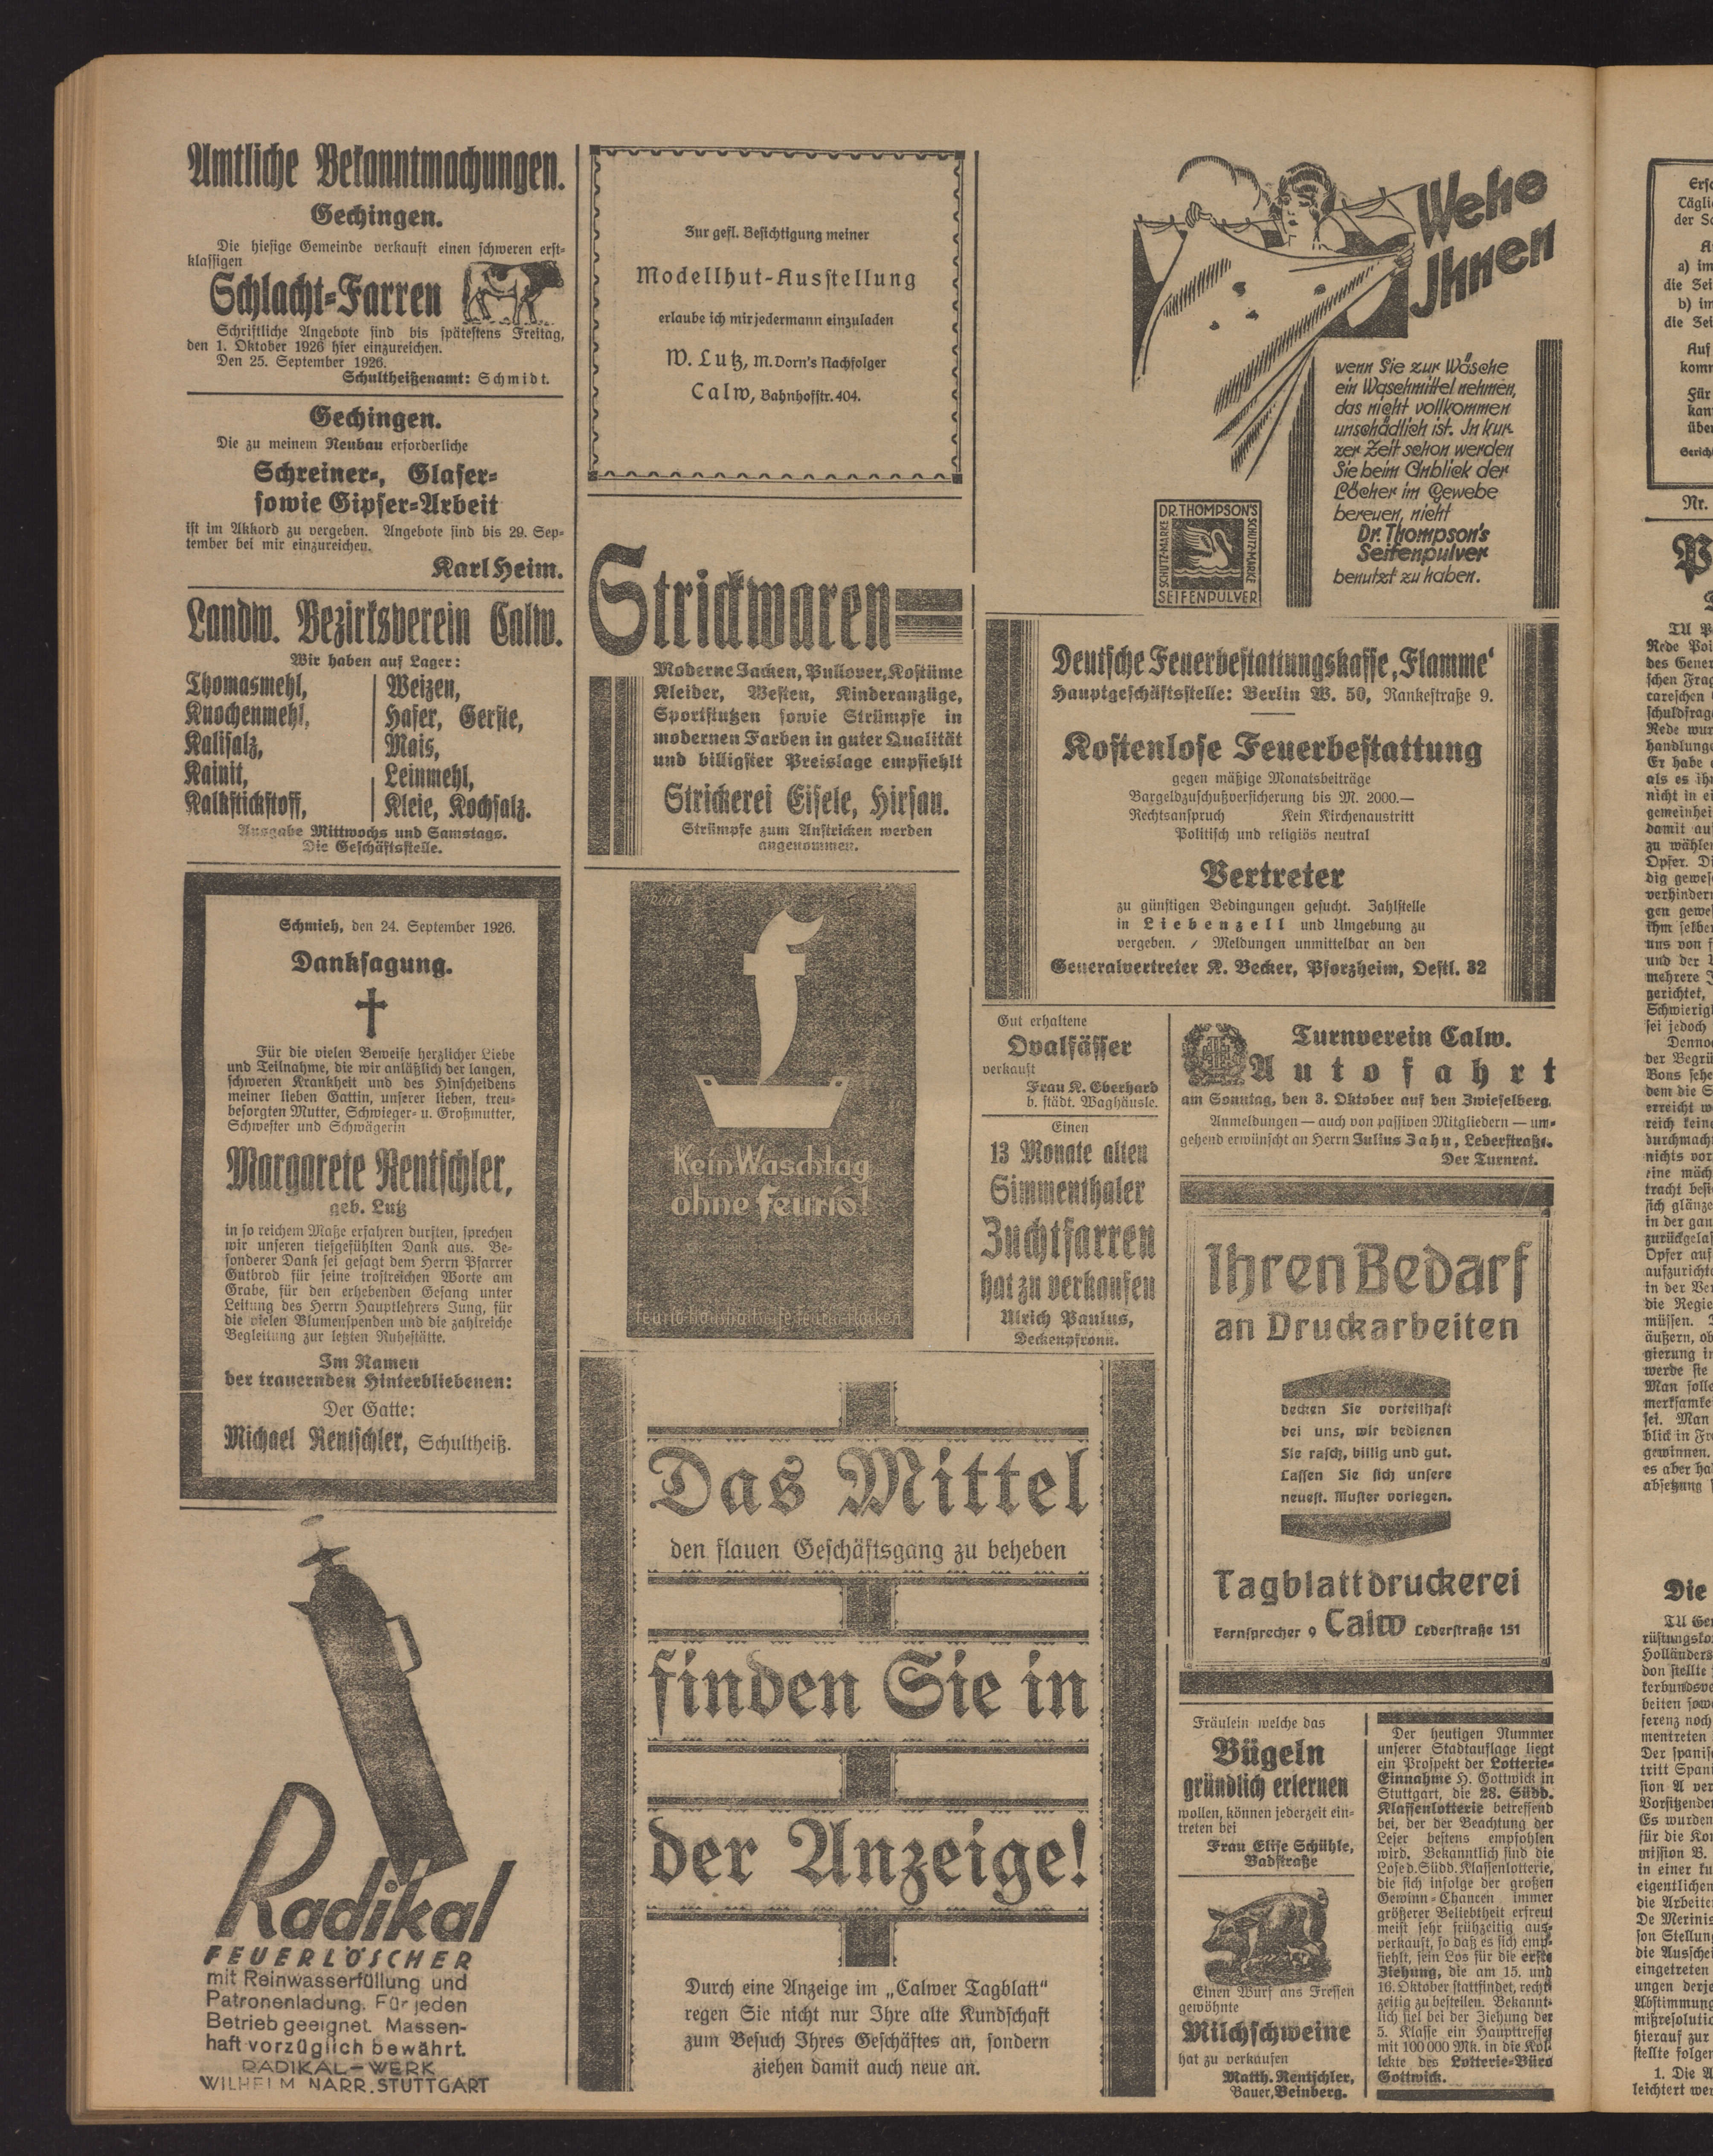 Amtliche Bekanntmachungen.
Gechingen.
Die hiesige Gemeinde verkauft einen schweren erst-
klassigen
Schlacht-Farren
Schriftliche Angebote sind bis spätestens Freitag,
den 1. Oktober 1926 hier einzureichen.
Den 25. September 1926.
Schultheißenamt: Schmidt.
Gechingen.
Die zu meinem Neubau erforderliche
Schreiner-, Glaser-
sowie Gipser-Arbeit
ist im Akkord zu vergeben. Angebote sind bis 29. Sep-
tember bei mir einzureichen.
Karl Heim.
Landw. Bezirksverein Calw.
Wir haben auf Lager:
Thomasmehl,
Knochenmehl,
Kalisalz,
Kainit,
Kalkstickstoff,
Weizen,
Hafer, Gerste,
Mais,
Leinmehl,
Kleie, Kochsalz.
Ausgabe Mittwochs und Samstags.
Die Geschäftsstelle.
Schmieh, den 24. September 1926.
Danksagung.
Für die vielen Beweise herzlicher Liebe
und Teilnahme, die wir anläßlich der langen,
schweren Krankheit und des Hinscheidens
meiner lieben Gattin, unserer lieben, treu-
besorgten Mutter, Schwieger- u. Großmutter,
Schwester und Schwägerin
Margarete Rentschler,
geb. Lutz
in so reichem Maße erfahren durften, sprechen
wir unseren tiefgefühlten Dank aus. Be-
sonderer Dank sei gesagt dem Herrn Pfarrer
Gutbrod für seine trostreichen Worte am
Grabe, für den erhebenden Gesang unter
Leitung des Herrn Hauptlehrers Jung, für
die vielen Blumenspenden und die zahlreiche
Begleitung zur letzten Ruhestätte.
Im Namen
der trauernden Hinterbliebenen:
Der Gatte:
Michael Rentschler, Schultheiß.
Radikal
FEUERLÖSCHER
mit Reinwasserfüllung und
Patronenladung. Für jeden
Betrieb geeignet. Massen-
haft vorzüglich bewährt.
RADIKAL-WERK
WILHELM NARR. STUTTGART
Zur gefl. Besichtigung meiner
Modellhut-Ausstellung
erlaube ich mir jedermann einzuladen
W. Lutz, M. Dorn's Nachfolger
Calw, Bahnhofstr. 404.
Strickwaren
Moderne Jacken, Pullover, Kostüme
Kleider, Westen, Kinderanzüge,
Sportstutzen sowie Strümpfe in
modernen Farben in guter Qualität
und billigster Preislage empfiehlt
Strickerei Eisele, Hirsau.
Strümpfe zum Anstricken werden
angenommen.
Kein Waschtag
ohne Feurio!
Das Mittel
den flauen Geschäftsgang zu beheben
finden Sie in
der Anzeige!
Durch eine Anzeige im „Calwer Tagblatt“
regen Sie nicht nur Ihre alte Kundschaft
zum Besuch Ihres Geschäftes an, sondern
ziehen damit auch neue an.
Wehe
Ihnen
wenn Sie zur Wäsche
ein Waschmittel nehmen,
das nicht vollkommen
unschädlich ist. In kur-
zer Zeit schon werden
Sie beim Anblick der
Löcher im Gewebe
bereuen, nicht
Dr. Thompson's
Seifenpulver
benutzt zu haben.
DR. THOMPSON'S
SCHUTZ-MARKE
SCHUTZ-MARKE
SEIFENPULVER
Deutsche Feuerbestattungskasse ‚Flamme‘
Hauptgeschäftsstelle: Berlin W. 50, Rankestraße 9.
Kostenlose Feuerbestattung
gegen mäßige Monatsbeiträge
Bargeldzuschußversicherung bis M. 2000.—
Rechtsanspruch Kein Kirchenaustritt
Politisch und religiös neutral
Vertreter
zu günstigen Bedingungen gesucht. Zahlstelle
in Liebenzell und Umgebung zu
vergeben. / Meldungen unmittelbar an den
Generalvertreter K. Becker, Pforzheim, Oestl. 32
Gut erhaltene
Ovalfässer
verkauft
Frau K. Eberhard
b. städt. Waghäusle.
Einen
13 Monate alten
Simmenthaler
Zuchtfarren
hat zu verkaufen
Ulrich Paulus,
Deckenpfronn.
Turnverein Calw.
Autofahrt
am Sonntag, den 3. Oktober auf den Zwieselberg.
Anmeldungen — auch von passiven Mitgliedern — um-
gehend erwünscht an Herrn Julius Zahn, Lederstraße.
Der Turnrat.
Ihren Bedarf
an Druckarbeiten
decken Sie vorteilhaft
bei uns, wir bedienen
Sie rasch, billig und gut.
Lassen Sie sich unsere
neuest. Muster vorlegen.
Tagblattdruckerei
Fernsprecher 9 Calw Lederstraße 151
Fräulein welche das
Bügeln
gründlich erlernen
wollen, können jederzeit ein-
treten bei
Frau Elise Schühle,
Badstraße
Einen Wurf ans Fressen
gewöhnte
Milchschweine
hat zu verkaufen
Matth. Rentschler,
Bauer, Beinberg.
Der heutigen Nummer
unserer Stadtauflage liegt
ein Prospekt der Lotterie-
Einnahme H. Gottwick in
Stuttgart, die 28. Südd.
Klassenlotterie betreffend
bei, der der Beachtung der
Leser bestens empfohlen
wird. Bekanntlich sind die
Lose d. Südd. Klassenlotterie,
die sich infolge der großen
Gewinn-Chancen immer
größerer Beliebtheit erfreut
meist sehr frühzeitig aus-
verkauft, so daß es sich emp-
fiehlt, sein Los für die erste
Ziehung, die am 15. und
16. Oktober stattfindet, recht-
zeitig zu bestellen. Bekannt-
lich fiel bei der Ziehung der
5. Klasse ein Haupttreffer
mit 100 000 Mk. in die Kol-
lekte des Lotterie-Büro
Gottwick.